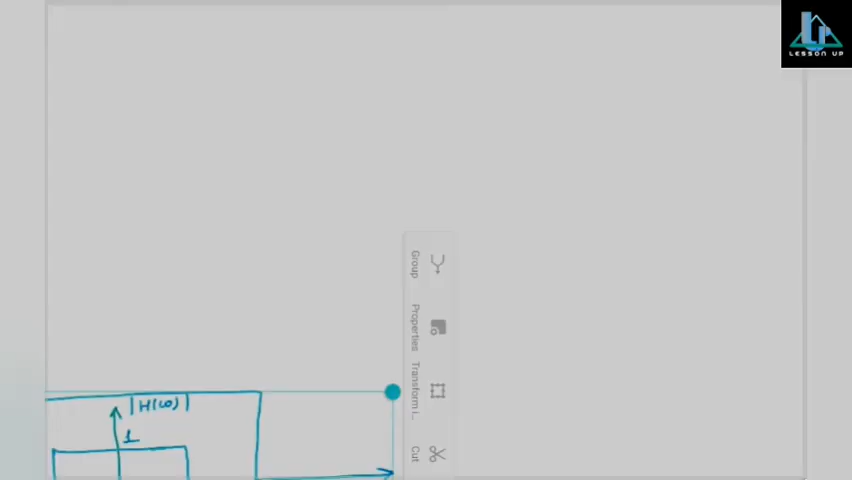 LESSON UP
Group
Properties
Transform i...
Cut
|H(ω)|
1